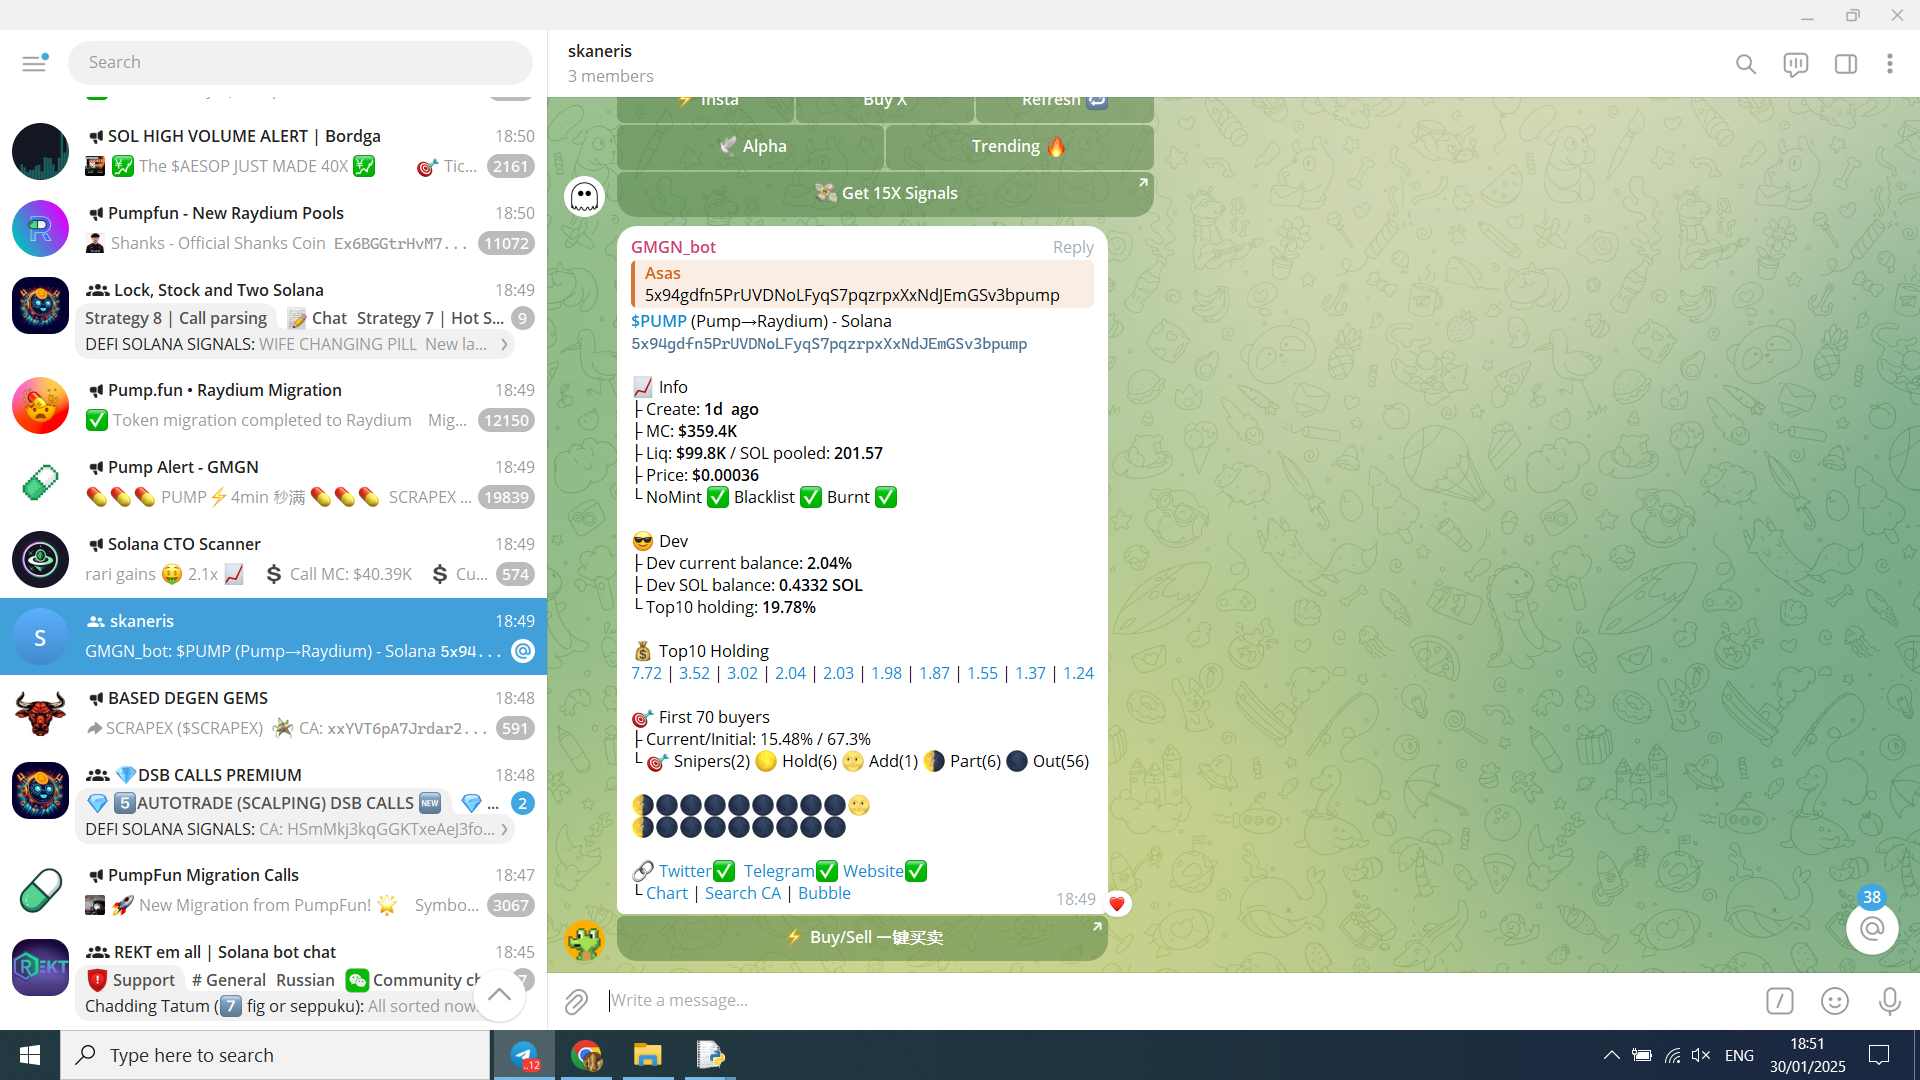 Search
SOL HIGH VOLUME ALERT | Bordga 18:50
The $AESOP JUST MADE 40X Tic... 2161
Pumpfun - New Raydium Pools 18:50
Shanks - Official Shanks Coin Ex6BGGtrHvM7... 11072
Lock, Stock and Two Solana 18:49
Strategy 8 | Call parsing Chat Strategy 7 | Hot S... 9
DEFI SOLANA SIGNALS: WIFE CHANGING PILL New la...
Pump.fun • Raydium Migration 18:49
Token migration completed to Raydium Mig... 12150
Pump Alert - GMGN 18:49
PUMP⚡4min 秒满 SCRAPEX ... 19839
Solana CTO Scanner 18:49
rari gains 🤑 2.1x 📈 $ Call MC: $40.39K $ Cu... 574
S
skaneris 18:49
GMGN_bot: $PUMP (Pump→Raydium) - Solana 5x94... @
BASED DEGEN GEMS 18:48
SCRAPEX ($SCRAPEX) CA: xxYVT6pA7Jrdar2... 591
💎DSB CALLS PREMIUM 18:48
💎 5️⃣AUTOTRADE (SCALPING) DSB CALLS 🆕 💎 ... 2
DEFI SOLANA SIGNALS: CA: HSmMkj3kqGGKTxeAeJ3fo...
PumpFun Migration Calls 18:47
🚀 New Migration from PumpFun! 🌟 Symbo... 3067
REKT
REKT em all | Solana bot chat 18:45
Support # General Russian Community ch 7
Chadding Tatum (7️⃣ fig or seppuku): All sorted now
skaneris
3 members
⚡ Insta Buy X Refresh 🔁
🕊 Alpha Trending 🔥
💸 Get 15X Signals
GMGN_bot Reply
Asas
5x94gdfn5PrUVDNoLFyqS7pqzrpxXxNdJEmGSv3bpump
$PUMP (Pump→Raydium) - Solana
5x94gdfn5PrUVDNoLFyqS7pqzrpxXxNdJEmGSv3bpump
📈 Info
├ Create: 1d ago
├ MC: $359.4K
├ Liq: $99.8K / SOL pooled: 201.57
├ Price: $0.00036
└ NoMint ✅ Blacklist ✅ Burnt ✅
😎 Dev
├ Dev current balance: 2.04%
├ Dev SOL balance: 0.4332 SOL
└ Top10 holding: 19.78%
💰 Top10 Holding
7.72 | 3.52 | 3.02 | 2.04 | 2.03 | 1.98 | 1.87 | 1.55 | 1.37 | 1.24
🎯 First 70 buyers
├ Current/Initial: 15.48% / 67.3%
└ 🎯 Snipers(2) 🌕 Hold(6) 🌝 Add(1) 🌗 Part(6) 🌑 Out(56)
🔗 Twitter✅ Telegram✅ Website✅
└ Chart | Search CA | Bubble
18:49
⚡ Buy/Sell 一键买卖
38
@
Write a message...
Type here to search
..12
ENG
18:51
30/01/2025